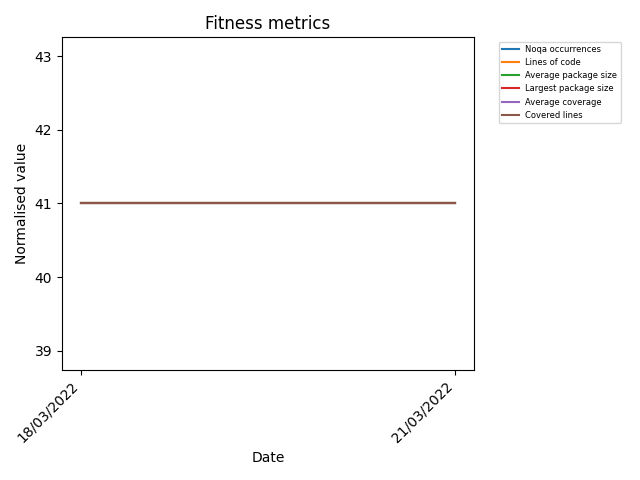 Fitness metrics
43
42
41
40
39
Normalised value
18/03/2022
21/03/2022
Date
Noqa occurrences
Lines of code
Average package size
Largest package size
Average coverage
Covered lines